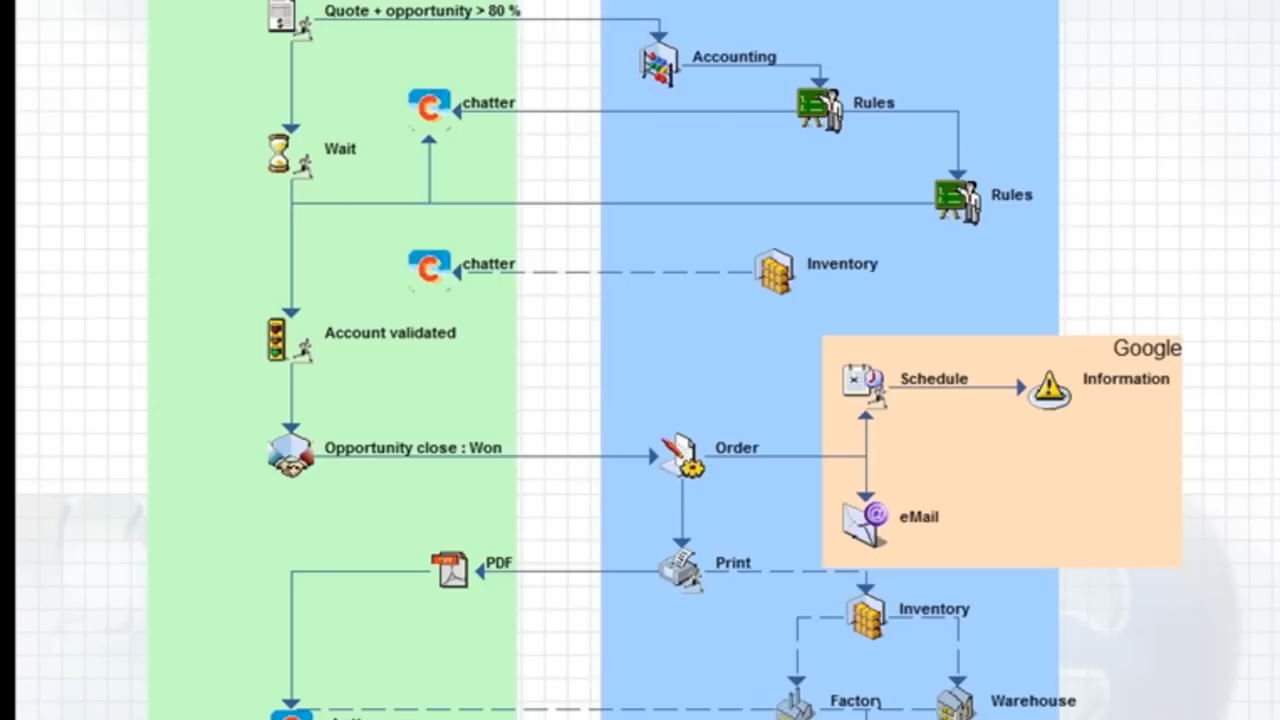 Quote + opportunity > 80 %
Accounting
chatter
Rules
Wait
Rules
chatter
Inventory
Account validated
Google
Schedule
Information
Opportunity close : Won
Order
eMail
PDF
Print
Inventory
Factory
Warehouse